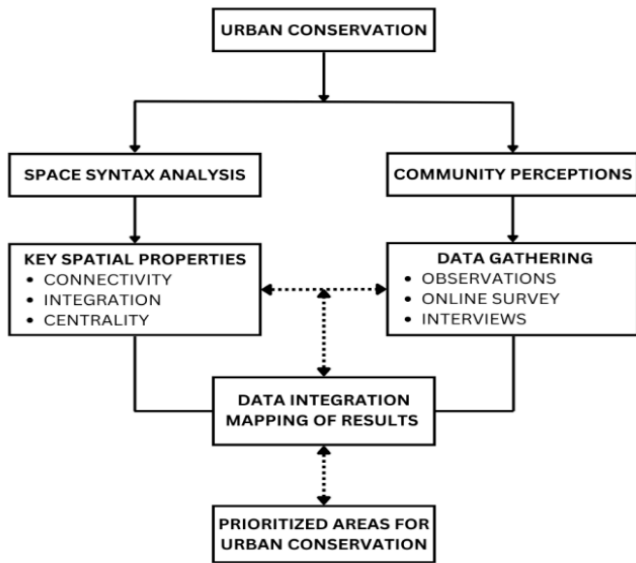 URBAN CONSERVATION
SPACE SYNTAX ANALYSIS
COMMUNITY PERCEPTIONS
KEY SPATIAL PROPERTIES
• CONNECTIVITY
• INTEGRATION
• CENTRALITY
DATA GATHERING
• OBSERVATIONS
• ONLINE SURVEY
• INTERVIEWS
DATA INTEGRATION
MAPPING OF RESULTS
PRIORITIZED AREAS FOR
URBAN CONSERVATION